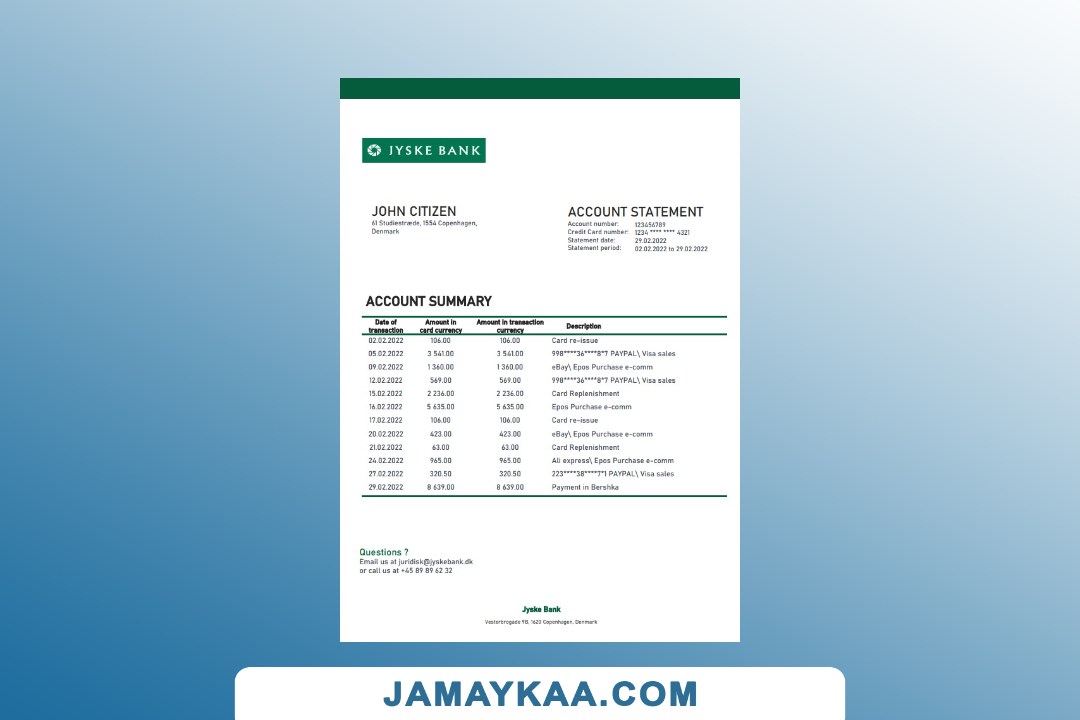 JYSKE BANK
JOHN CITIZEN
61 Studiestræde, 1554 Copenhagen,
Denmark
ACCOUNT STATEMENT
Account number: 123456789
Credit Card number: 1234 **** **** 4321
Statement date: 29.02.2022
Statement period: 02.02.2022 to 29.02.2022
ACCOUNT SUMMARY
Date of transaction Amount in card currency Amount in transaction currency Description
02.02.2022 106.00 106.00 Card re-issue
05.02.2022 3 541.00 3 541.00 998****36****8*7 PAYPAL\ Visa sales
09.02.2022 1 360.00 1 360.00 eBay\ Epos Purchase e-comm
12.02.2022 569.00 569.00 998****36****8*7 PAYPAL\ Visa sales
15.02.2022 2 236.00 2 236.00 Card Replenishment
16.02.2022 5 635.00 5 635.00 Epos Purchase e-comm
17.02.2022 106.00 106.00 Card re-issue
20.02.2022 423.00 423.00 eBay\ Epos Purchase e-comm
21.02.2022 63.00 63.00 Card Replenishment
24.02.2022 965.00 965.00 Ali express\ Epos Purchase e-comm
27.02.2022 320.50 320.50 223****38****7*1 PAYPAL\ Visa sales
29.02.2022 8 639.00 8 639.00 Payment in Bershka
Questions ?
Email us at juridisk@jyskebank.dk
or call us at +45 89 89 62 32
Jyske Bank
Vesterbrogade 9B, 1620 Copenhagen, Denmark
JAMAYKAA.COM